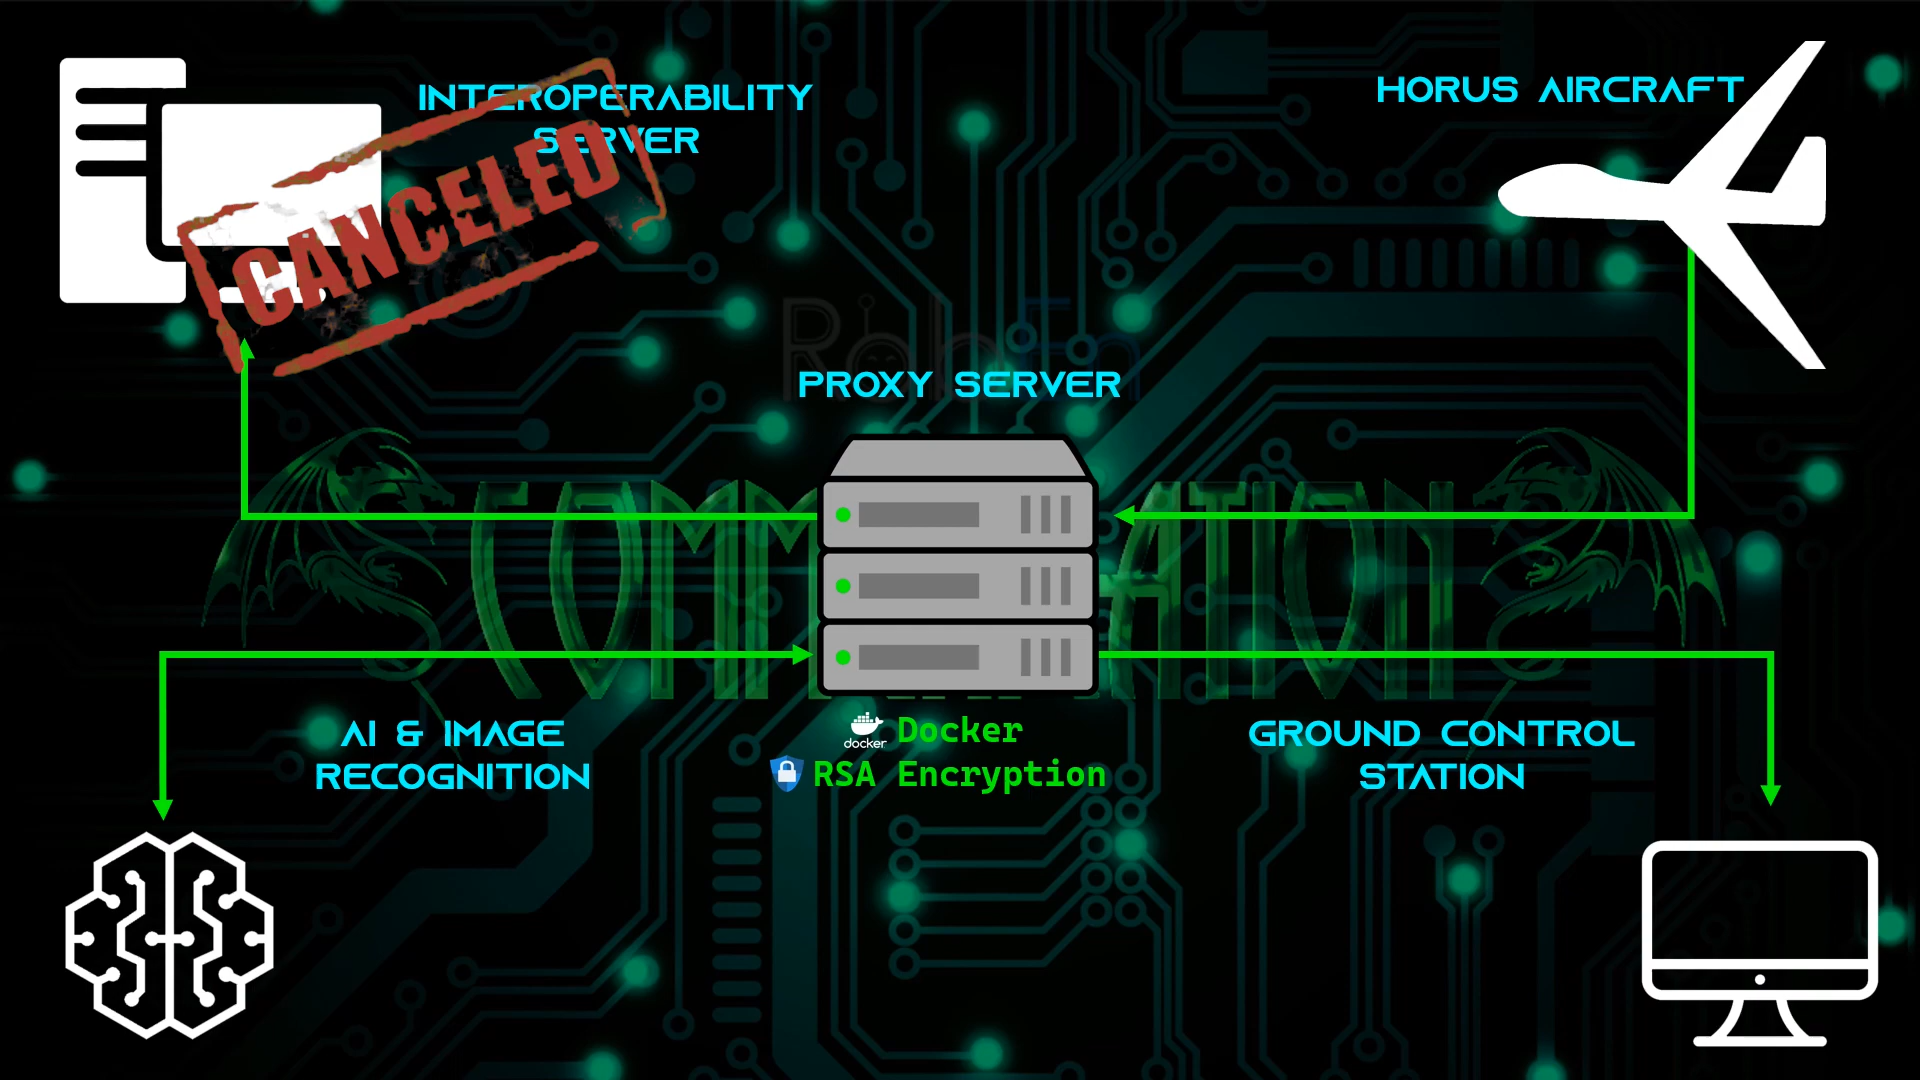 INTEROPERABILITY
SERVER
CANCELED
HORUS AIRCRAFT
PROXY SERVER
AI & IMAGE
RECOGNITION
docker
Docker
RSA Encryption
GROUND CONTROL
STATION